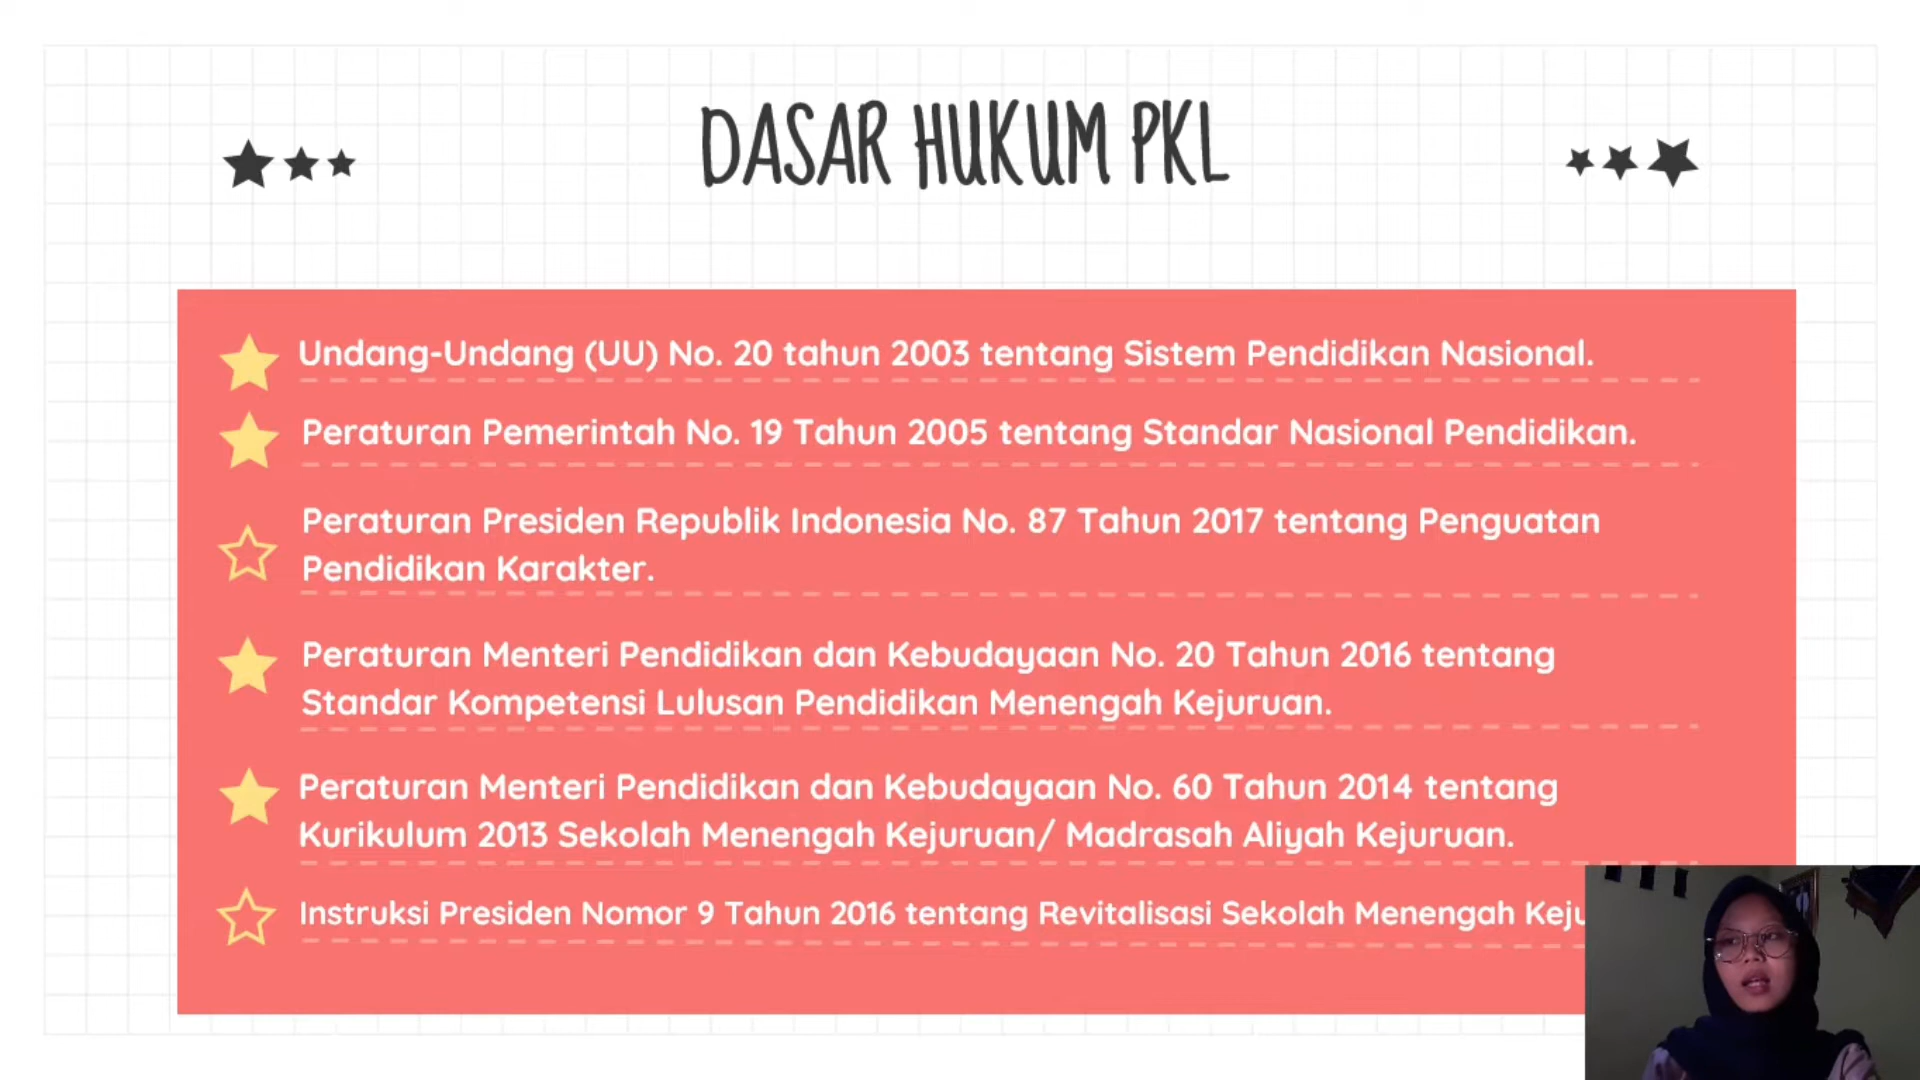 DASAR HUKUM PKL
Undang-Undang (UU) No. 20 tahun 2003 tentang Sistem Pendidikan Nasional.
Peraturan Pemerintah No. 19 Tahun 2005 tentang Standar Nasional Pendidikan.
Peraturan Presiden Republik Indonesia No. 87 Tahun 2017 tentang Penguatan
Pendidikan Karakter.
Peraturan Menteri Pendidikan dan Kebudayaan No. 20 Tahun 2016 tentang
Standar Kompetensi Lulusan Pendidikan Menengah Kejuruan.
Peraturan Menteri Pendidikan dan Kebudayaan No. 60 Tahun 2014 tentang
Kurikulum 2013 Sekolah Menengah Kejuruan/ Madrasah Aliyah Kejuruan.
Instruksi Presiden Nomor 9 Tahun 2016 tentang Revitalisasi Sekolah Menengah